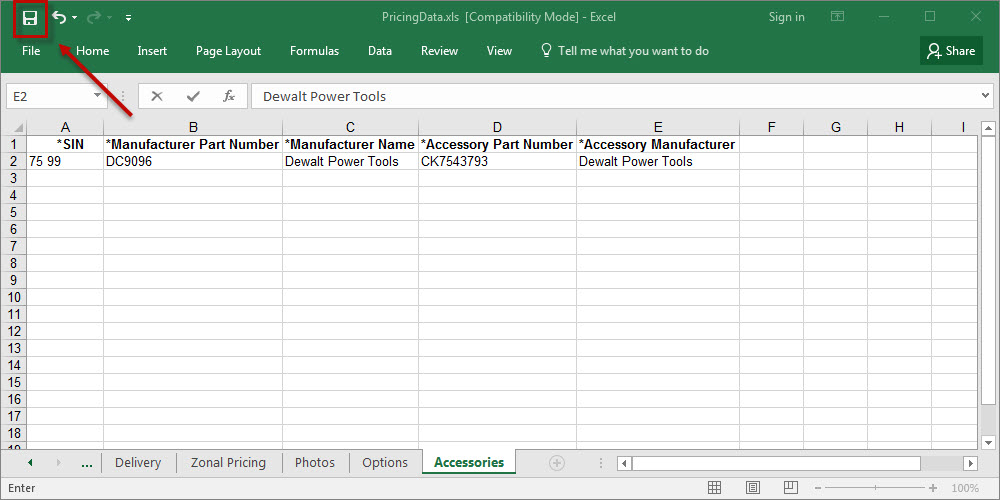 PricingData.xls [Compatibility Mode] - Excel Sign in
File Home Insert Page Layout Formulas Data Review View Tell me what you want to do Share
E2 fx Dewalt Power Tools
A B C D E F G H I
1 *SIN *Manufacturer Part Number *Manufacturer Name *Accessory Part Number *Accessory Manufacturer
2 75 99 DC9096 Dewalt Power Tools CK7543793 Dewalt Power Tools
3
4
5
6
7
8
9
10
11
12
13
14
15
16
17
18
19
... Delivery Zonal Pricing Photos Options Accessories
Enter 100%